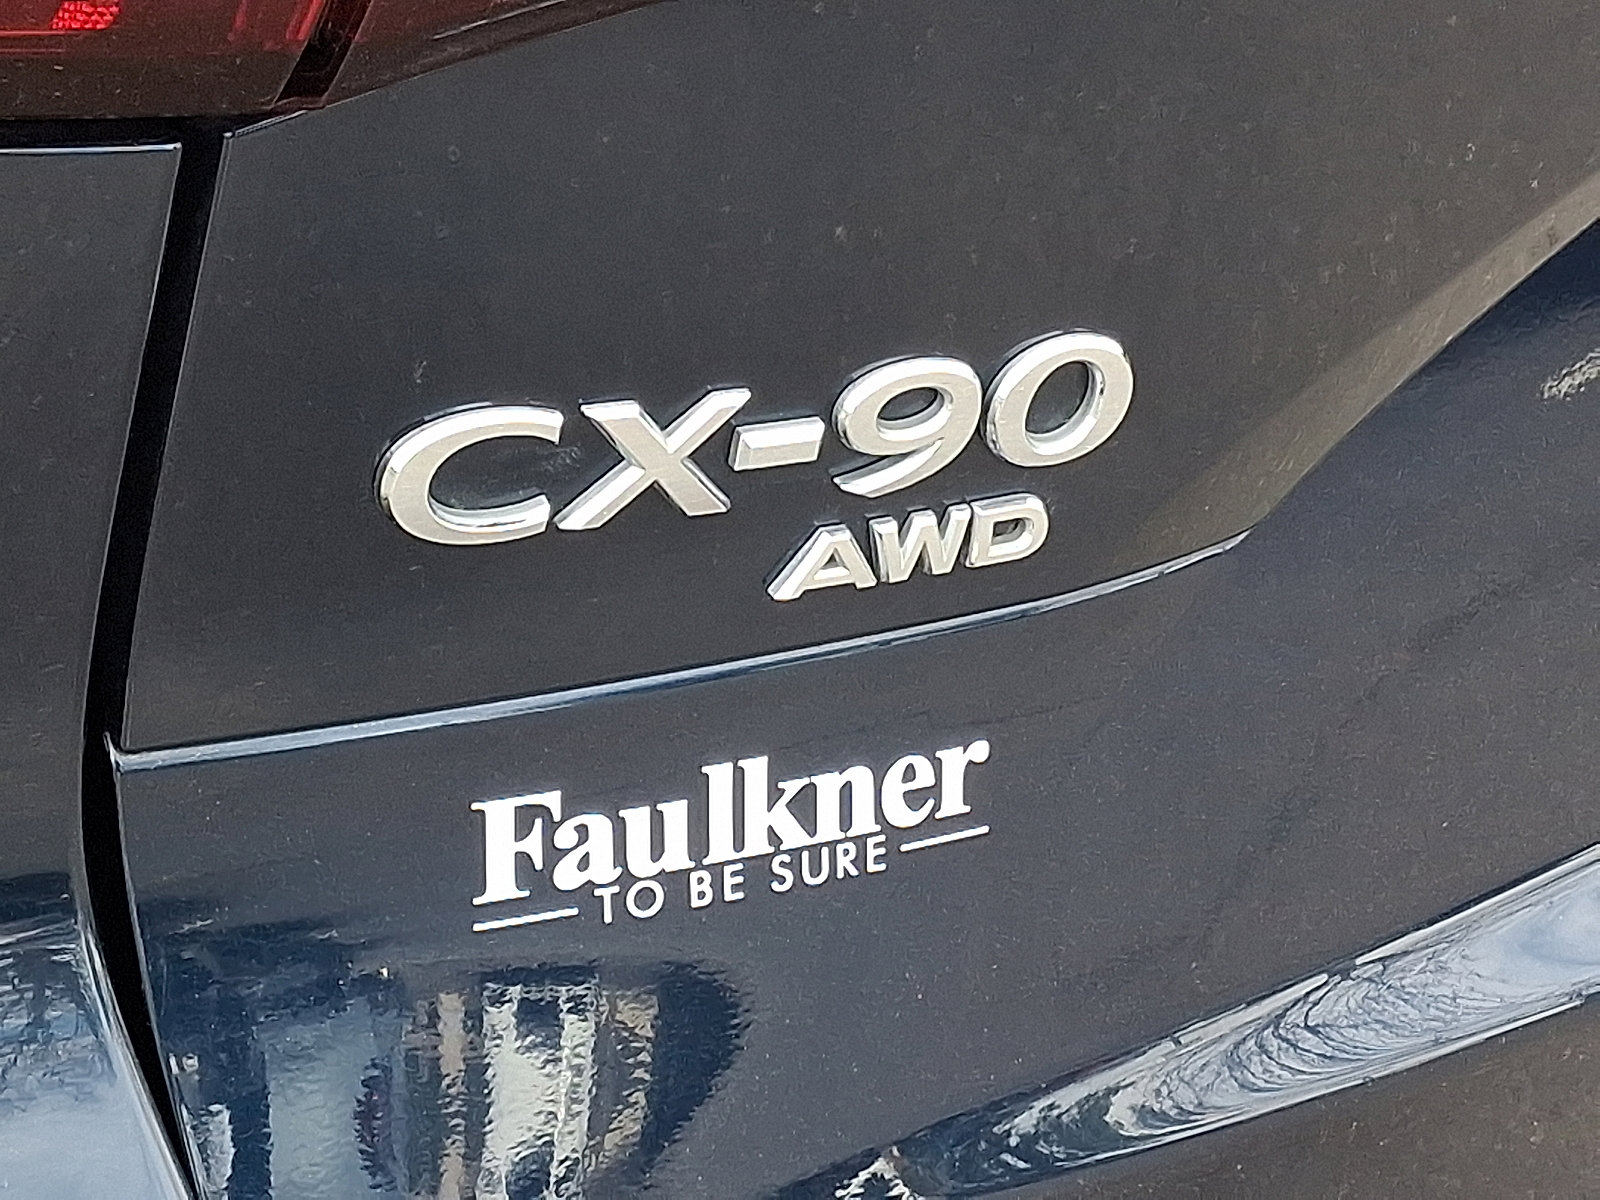 CX-90
AWD
Faulkner
TO BE SURE